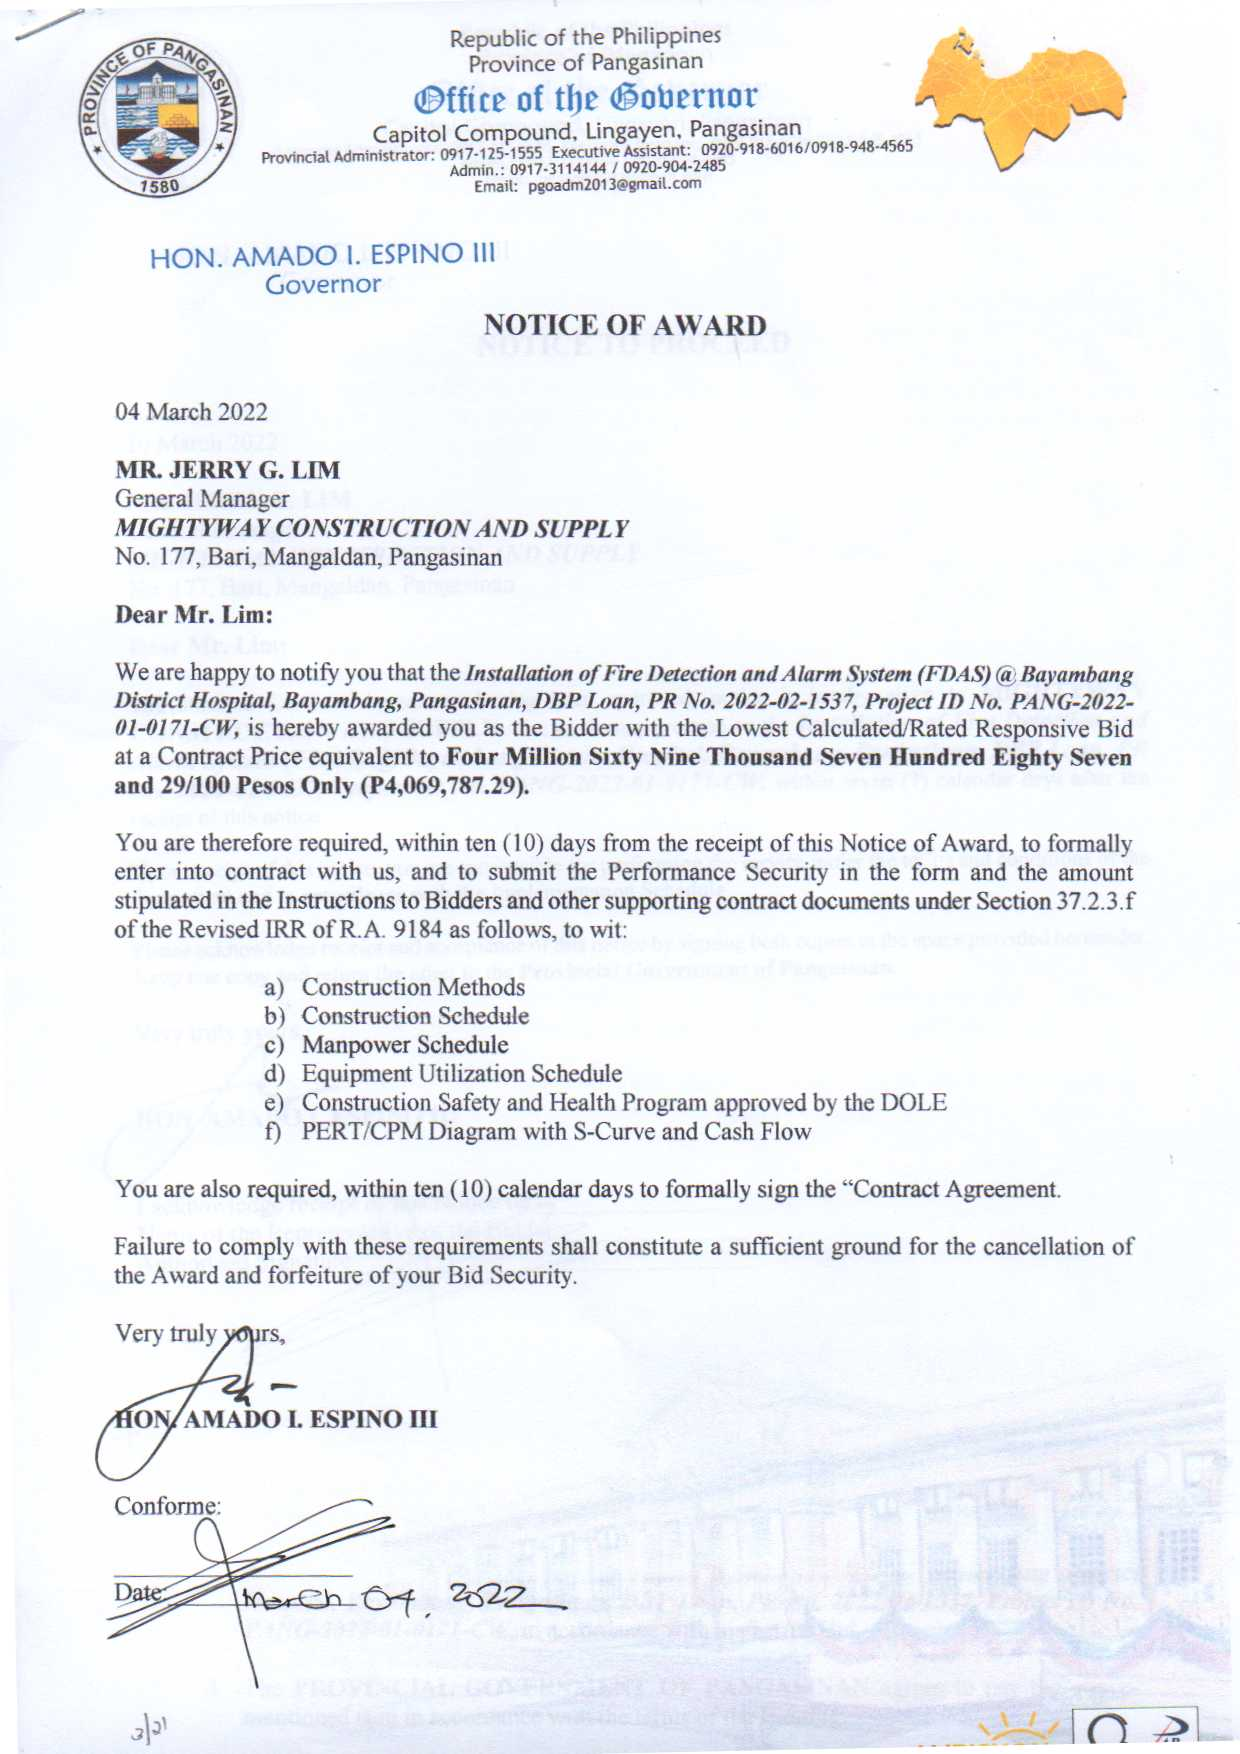 PROVINCE OF PANGASINAN
1580
Republic of the Philippines
Province of Pangasinan
Office of the Governor
Capitol Compound, Lingayen, Pangasinan
Provincial Administrator: 0917-125-1555 Executive Assistant: 0920-918-6016/0918-948-4565
Admin.: 0917-3114144 / 0920-904-2485
Email: pgoadm2013@gmail.com
HON. AMADO I. ESPINO III
Governor
NOTICE OF AWARD
04 March 2022
MR. JERRY G. LIM
General Manager
MIGHTYWAY CONSTRUCTION AND SUPPLY
No. 177, Bari, Mangaldan, Pangasinan
Dear Mr. Lim:
We are happy to notify you that the Installation of Fire Detection and Alarm System (FDAS) @ Bayambang
District Hospital, Bayambang, Pangasinan, DBP Loan, PR No. 2022-02-1537, Project ID No. PANG-2022-
01-0171-CW, is hereby awarded you as the Bidder with the Lowest Calculated/Rated Responsive Bid
at a Contract Price equivalent to Four Million Sixty Nine Thousand Seven Hundred Eighty Seven
and 29/100 Pesos Only (P4,069,787.29).
You are therefore required, within ten (10) days from the receipt of this Notice of Award, to formally
enter into contract with us, and to submit the Performance Security in the form and the amount
stipulated in the Instructions to Bidders and other supporting contract documents under Section 37.2.3.f
of the Revised IRR of R.A. 9184 as follows, to wit:
a) Construction Methods
b) Construction Schedule
c) Manpower Schedule
d) Equipment Utilization Schedule
e) Construction Safety and Health Program approved by the DOLE
f) PERT/CPM Diagram with S-Curve and Cash Flow
You are also required, within ten (10) calendar days to formally sign the “Contract Agreement.
Failure to comply with these requirements shall constitute a sufficient ground for the cancellation of
the Award and forfeiture of your Bid Security.
Very truly yours,
HON. AMADO I. ESPINO III
Conforme:
Date: March 04, 2022
3/21